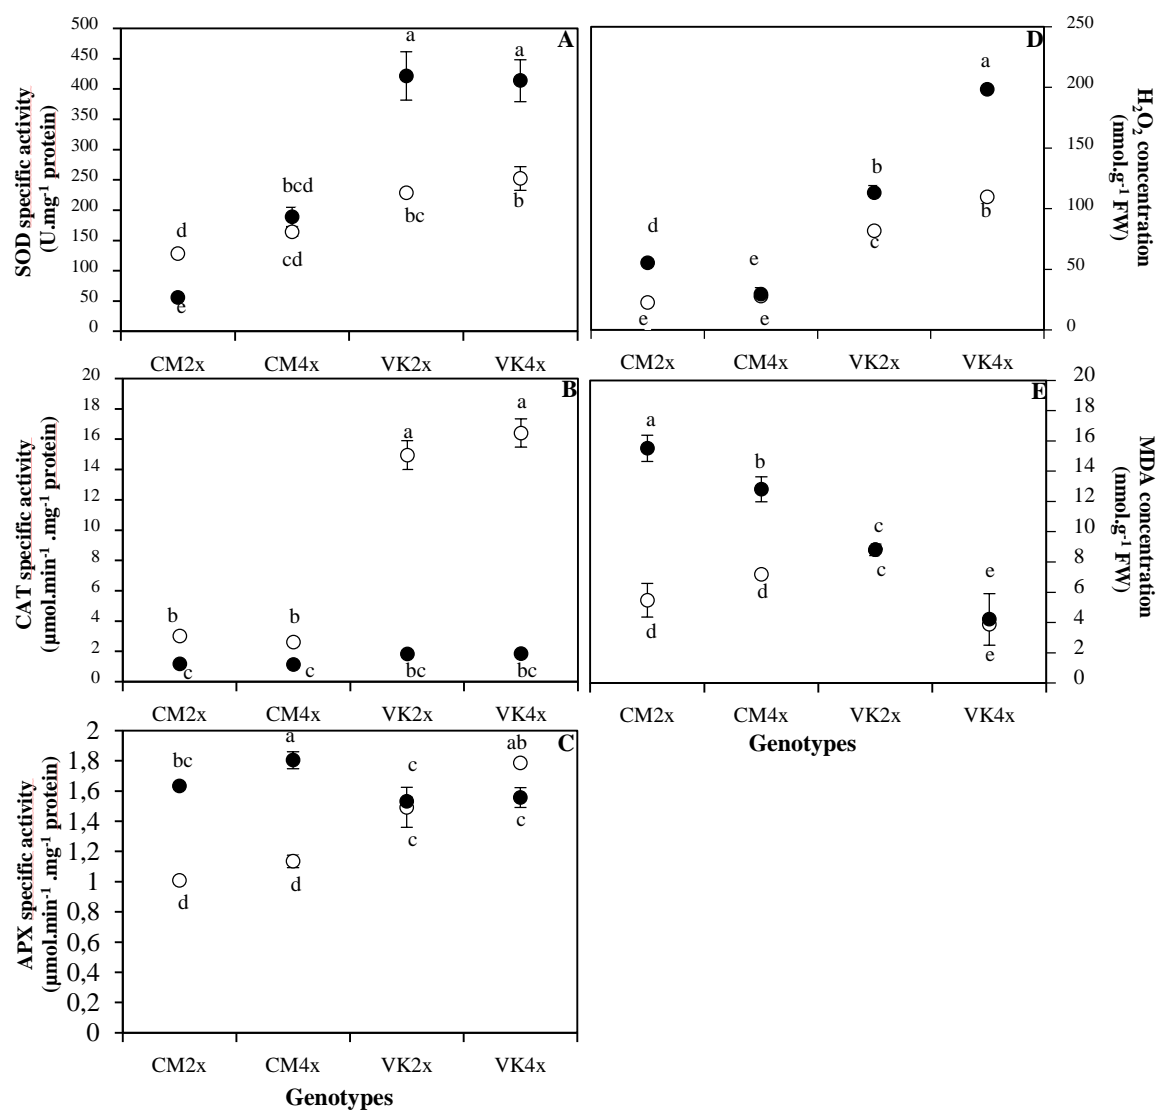 500
450
400
350
300
250
200
150
100
50
0
SOD specific activity
(U.mg-1 protein)
A
a
a
bcd
d
bc
b
cd
e
CM2x CM4x VK2x VK4x
250
200
150
100
50
0
H2O2 concentration
(nmol.g-1 FW)
D
a
b
d
b
c
e
e
e
CM2x CM4x VK2x VK4x
20
18
16
14
12
10
8
6
4
2
0
CAT specific activity
(µmol.min-1 .mg-1 protein)
B
a
a
b
b
c
c
bc
bc
CM2x CM4x VK2x VK4x
20
18
16
14
12
10
8
6
4
2
0
MDA concentration
(nmol.g-1 FW)
E
a
b
c
c
e
d
d
e
CM2x CM4x VK2x VK4x
Genotypes
2
1,8
1,6
1,4
1,2
1
0,8
0,6
0,4
0,2
0
APX specific activity
(µmol.min-1 .mg-1 protein)
C
a
ab
bc
c
c
c
d
d
CM2x CM4x VK2x VK4x
Genotypes